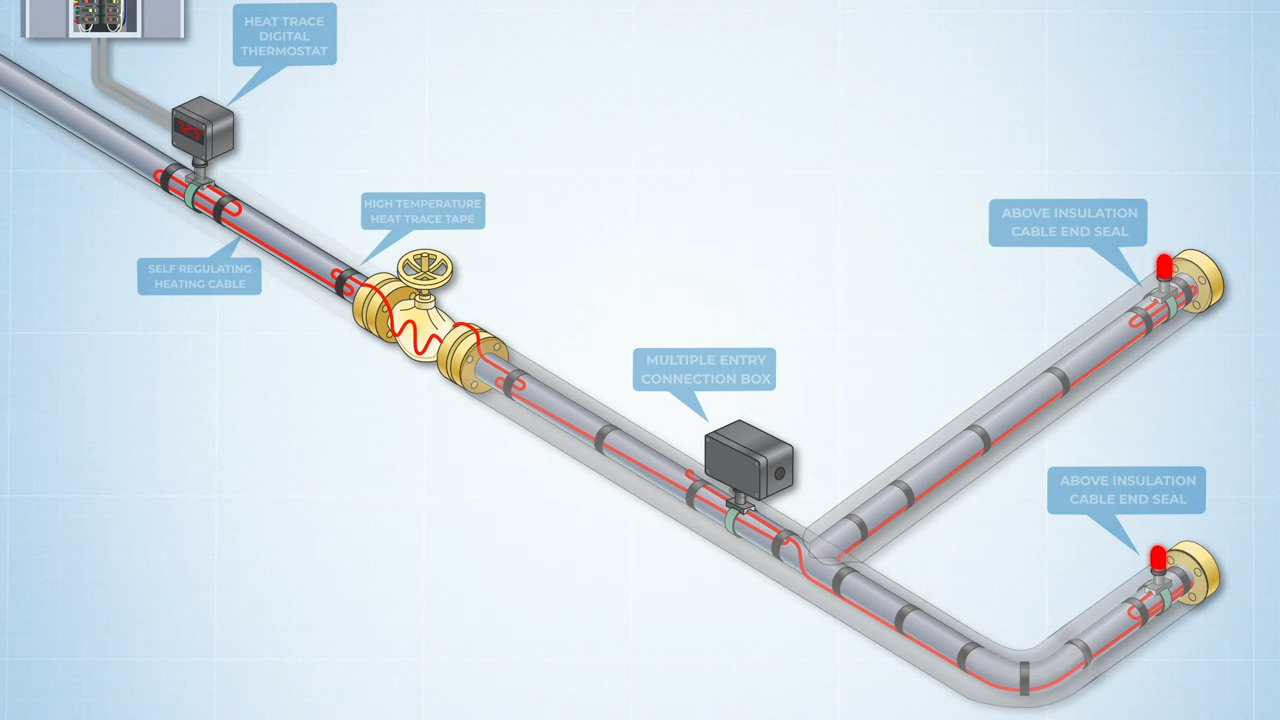 HEAT TRACE
DIGITAL
THERMOSTAT
HIGH TEMPERATURE
HEAT TRACE TAPE
ABOVE INSULATION
CABLE END SEAL
SELF REGULATING
HEATING CABLE
MULTIPLE ENTRY
CONNECTION BOX
ABOVE INSULATION
CABLE END SEAL